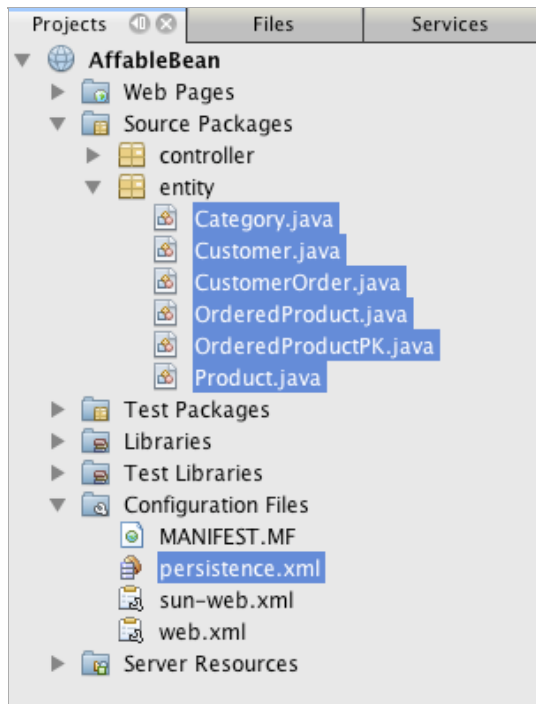 Projects Files Services
AffableBean
Web Pages
Source Packages
controller
entity
Category.java
Customer.java
CustomerOrder.java
OrderedProduct.java
OrderedProductPK.java
Product.java
Test Packages
Libraries
Test Libraries
Configuration Files
MANIFEST.MF
persistence.xml
sun-web.xml
web.xml
Server Resources